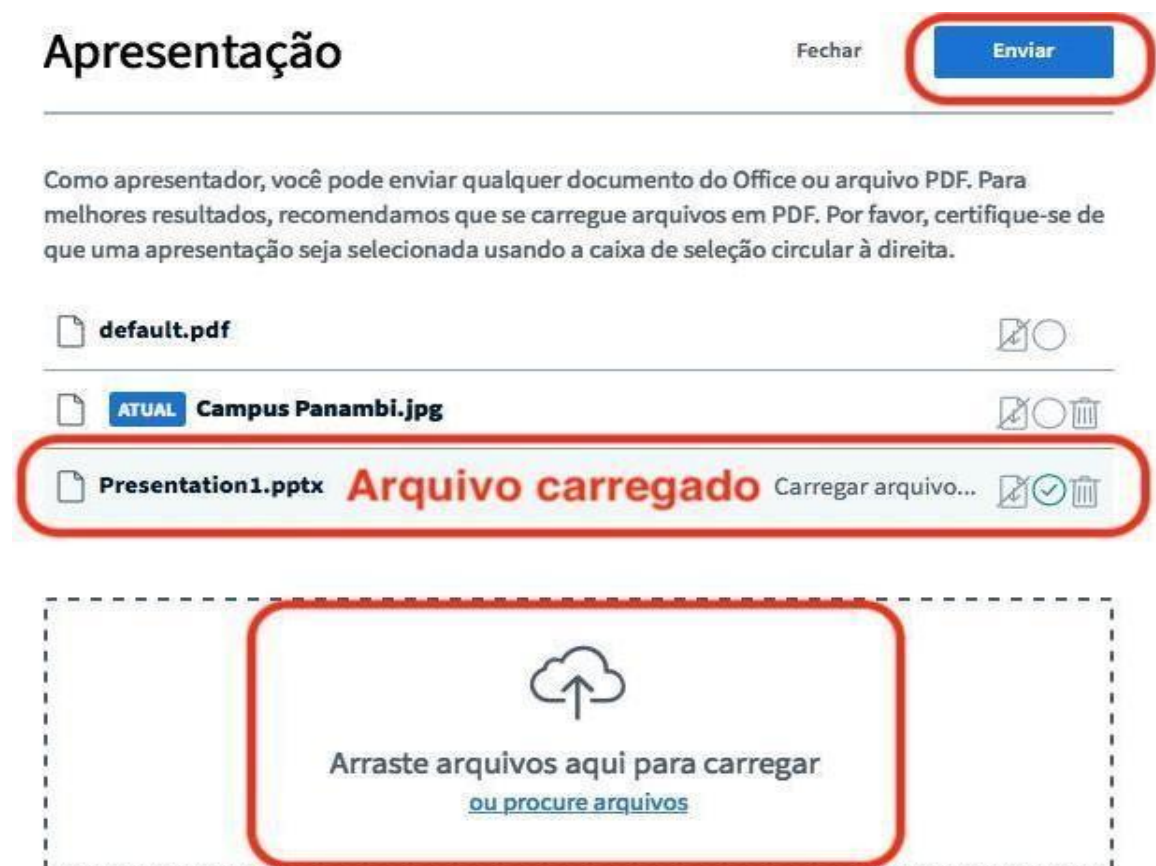 Apresentação Fechar Enviar
Como apresentador, você pode enviar qualquer documento do Office ou arquivo PDF. Para
melhores resultados, recomendamos que se carregue arquivos em PDF. Por favor, certifique-se de
que uma apresentação seja selecionada usando a caixa de seleção circular à direita.
default.pdf
ATUAL Campus Panambi.jpg
Presentation1.pptx Arquivo carregado Carregar arquivo...
Arraste arquivos aqui para carregar
ou procure arquivos